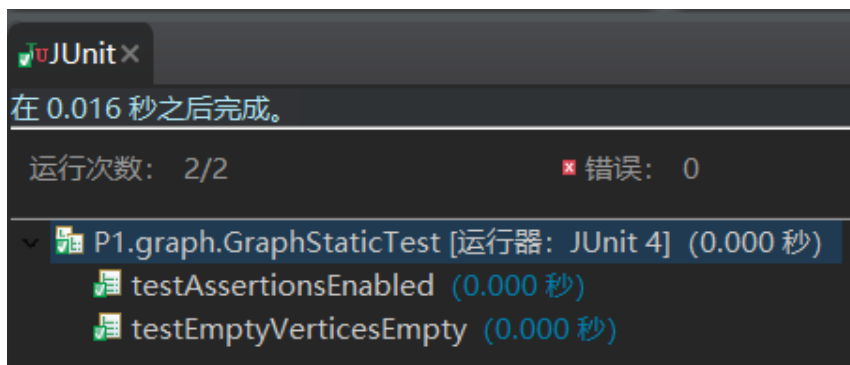 JUnit
在 0.016 秒之后完成。
运行次数： 2/2 错误： 0
P1.graph.GraphStaticTest [运行器：JUnit 4] (0.000 秒)
testAssertionsEnabled (0.000 秒)
testEmptyVerticesEmpty (0.000 秒)